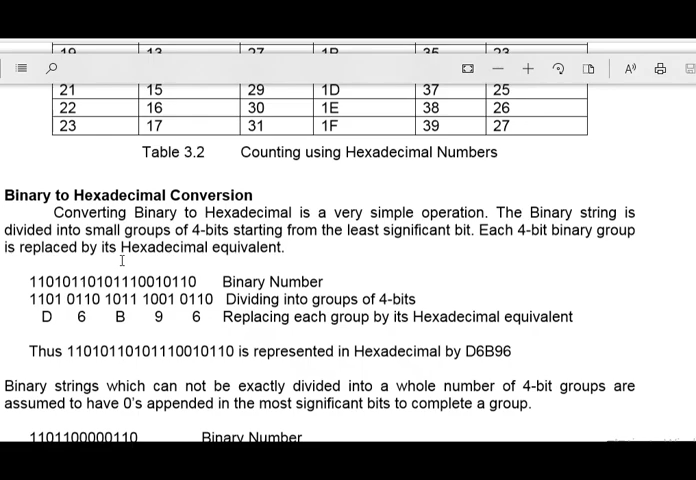 21 15 29 1D 37 25
22 16 30 1E 38 26
23 17 31 1F 39 27
Table 3.2 Counting using Hexadecimal Numbers
Binary to Hexadecimal Conversion
Converting Binary to Hexadecimal is a very simple operation. The Binary string is
divided into small groups of 4-bits starting from the least significant bit. Each 4-bit binary group
is replaced by its Hexadecimal equivalent.
11010110101110010110 Binary Number
1101 0110 1011 1001 0110 Dividing into groups of 4-bits
D 6 B 9 6 Replacing each group by its Hexadecimal equivalent
Thus 11010110101110010110 is represented in Hexadecimal by D6B96
Binary strings which can not be exactly divided into a whole number of 4-bit groups are
assumed to have 0's appended in the most significant bits to complete a group.
1101100000110 Binary Number